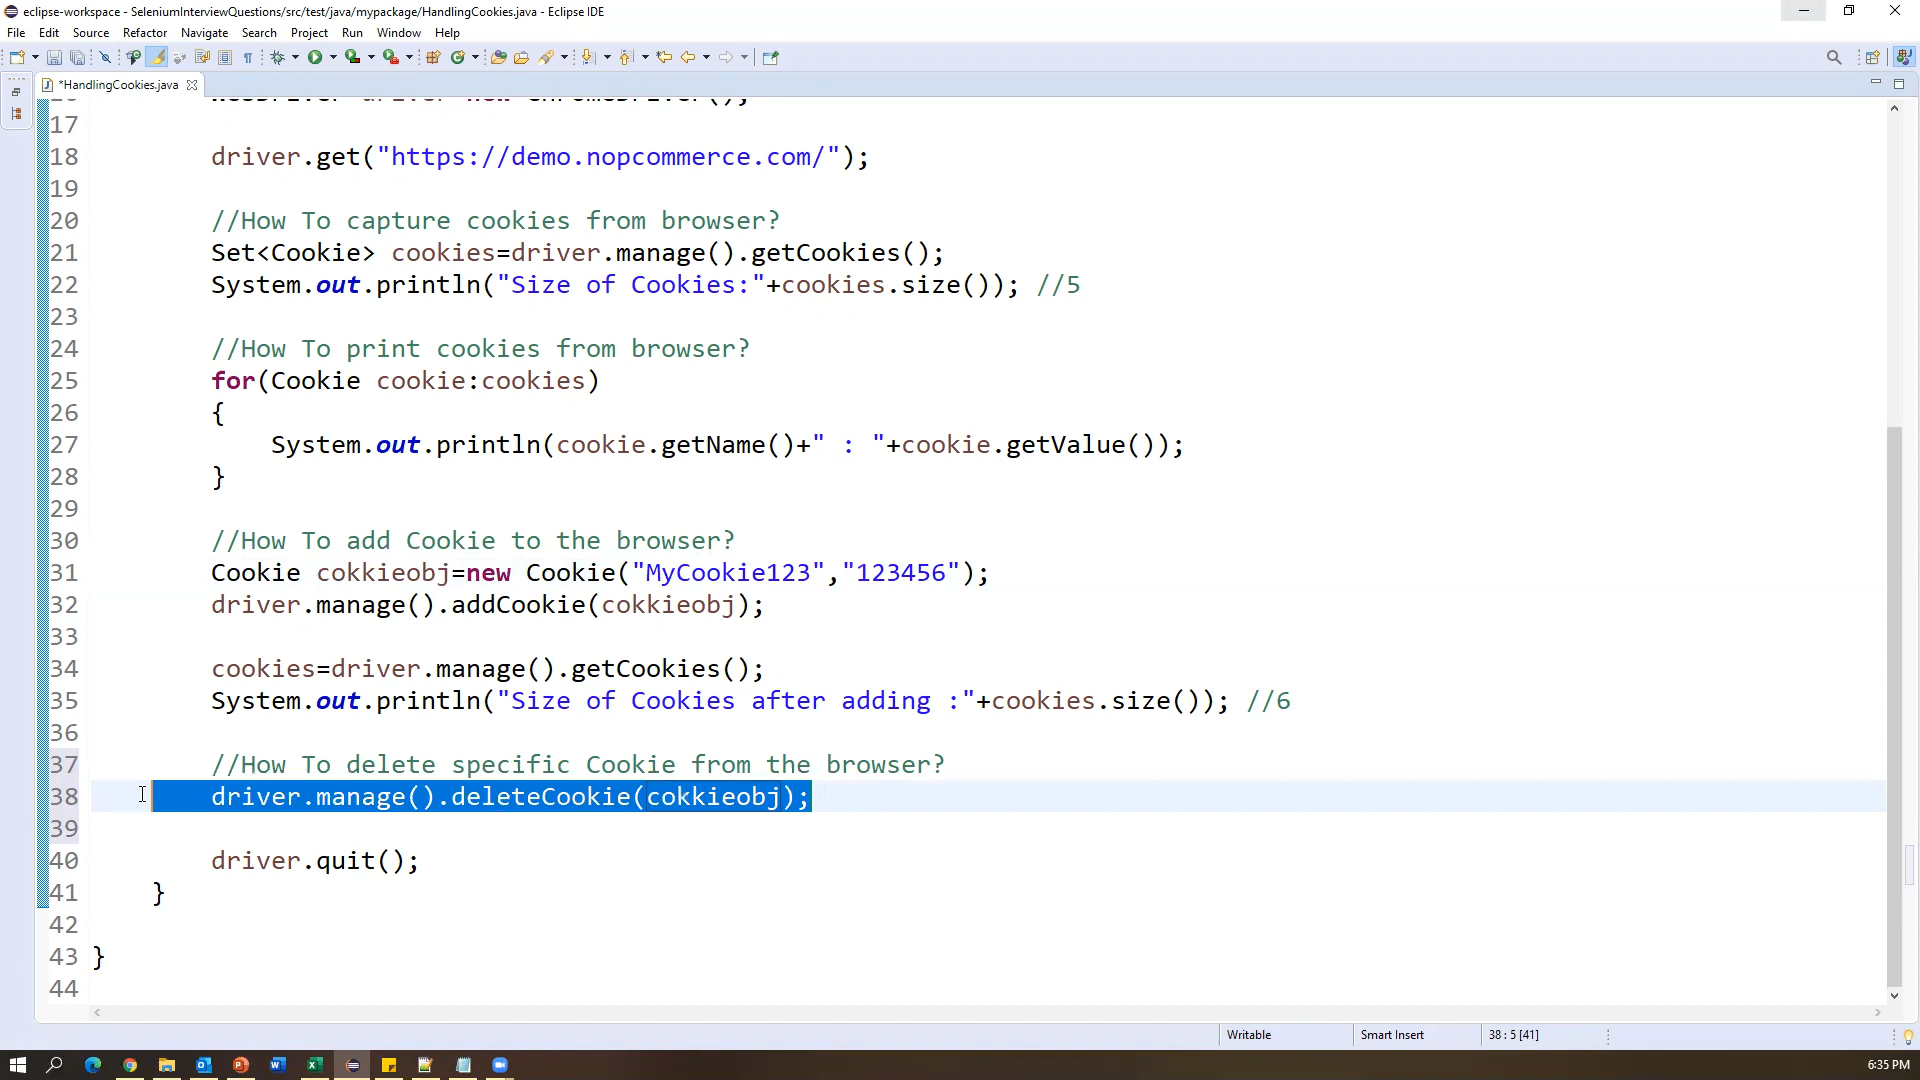 eclipse-workspace - SeleniumInterviewQuestions/src/test/java/mypackage/HandlingCookies.java - Eclipse IDE
File Edit Source Refactor Navigate Search Project Run Window Help
*HandlingCookies.java
17
18 driver.get("https://demo.nopcommerce.com/");
19
20 //How To capture cookies from browser?
21 Set<Cookie> cookies=driver.manage().getCookies();
22 System.out.println("Size of Cookies:"+cookies.size()); //5
23
24 //How To print cookies from browser?
25 for(Cookie cookie:cookies)
26 {
27 System.out.println(cookie.getName()+" : "+cookie.getValue());
28 }
29
30 //How To add Cookie to the browser?
31 Cookie cokkieobj=new Cookie("MyCookie123","123456");
32 driver.manage().addCookie(cokkieobj);
33
34 cookies=driver.manage().getCookies();
35 System.out.println("Size of Cookies after adding :"+cookies.size()); //6
36
37 //How To delete specific Cookie from the browser?
38 driver.manage().deleteCookie(cokkieobj);
39
40 driver.quit();
41 }
42
43 }
44
Writable Smart Insert 38 : 5 [41]
6:35 PM